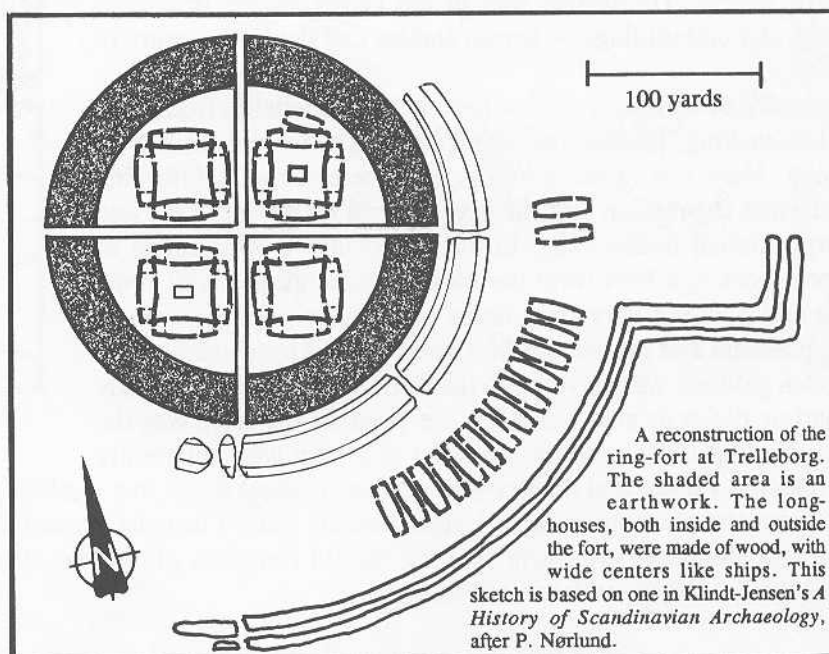 100 yards
N
A reconstruction of the
ring-fort at Trelleborg.
The shaded area is an
earthwork. The long-
houses, both inside and outside
the fort, were made of wood, with
wide centers like ships. This
sketch is based on one in Klindt-Jensen's A
History of Scandinavian Archaeology,
after P. Nørlund.